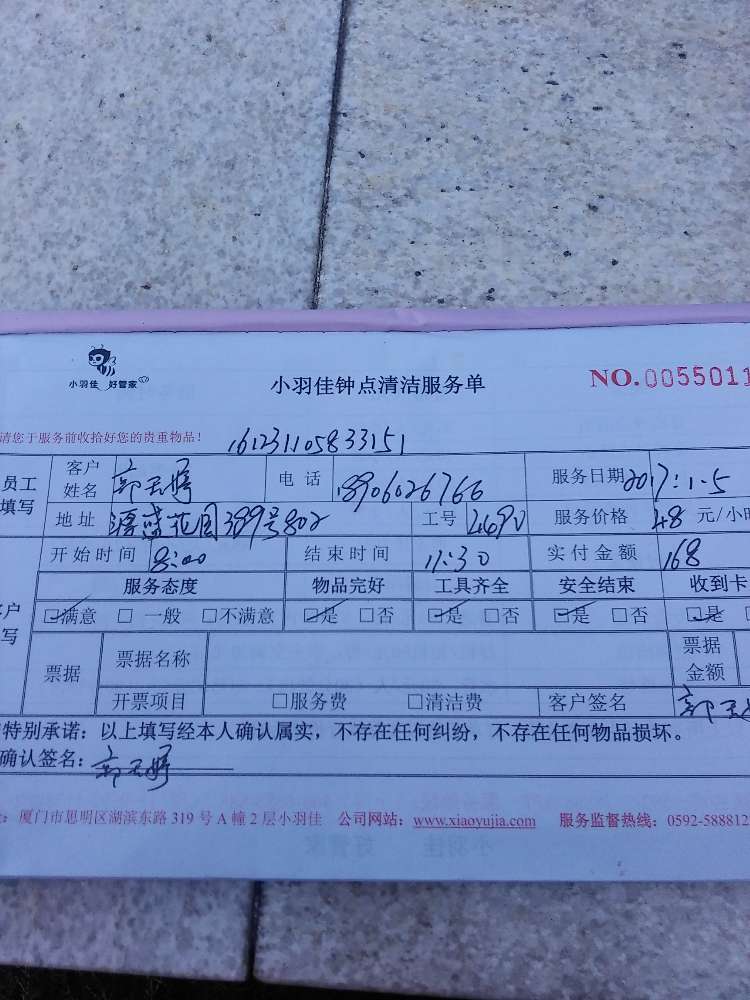 小羽佳 好管家
小羽佳钟点清洁服务单
NO.0055011
请您于服务前收拾好您的贵重物品！
161231105833151
员工填写 客户姓名 电话 18906026766 服务日期 2017:1.5
地址 389号802 工号 服务价格 48 元/小时
开始时间 8:00 结束时间 11:30 实付金额 168
服务态度 物品完好 工具齐全 安全结束 收到卡
☑满意 □一般 □不满意 ☑是 □否 ☑是 □否 ☑是 □否 ☑是
票据 票据名称 票据金额
开票项目 □服务费 □清洁费 客户签名 郭
特别承诺：以上填写经本人确认属实，不存在任何纠纷，不存在任何物品损坏。
确认签名：郭
厦门市思明区湖滨东路 319 号 A 幢 2 层小羽佳 公司网站：www.xiaoyujia.com 服务监督热线：0592-588812